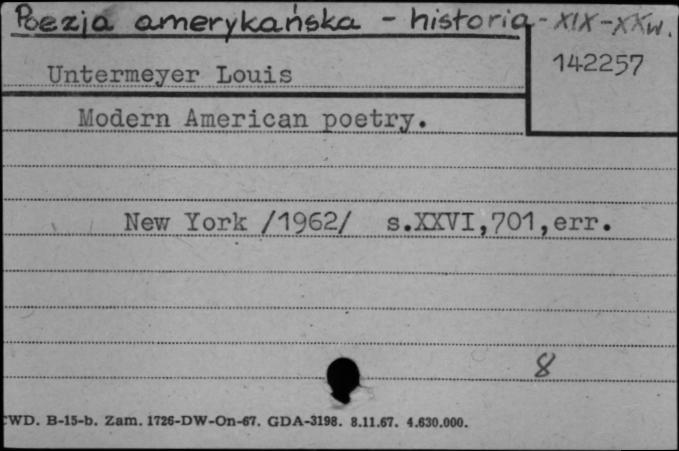 Poezja amerykańska - historia - XIX-XX w.
142257
Untermeyer Louis
Modern American poetry.
New York /1962/ s.XXVI,701,err.
8
WD. B-15-b. Zam. 1726-DW-On-67. GDA-3198. 8.11.67. 4.630.000.